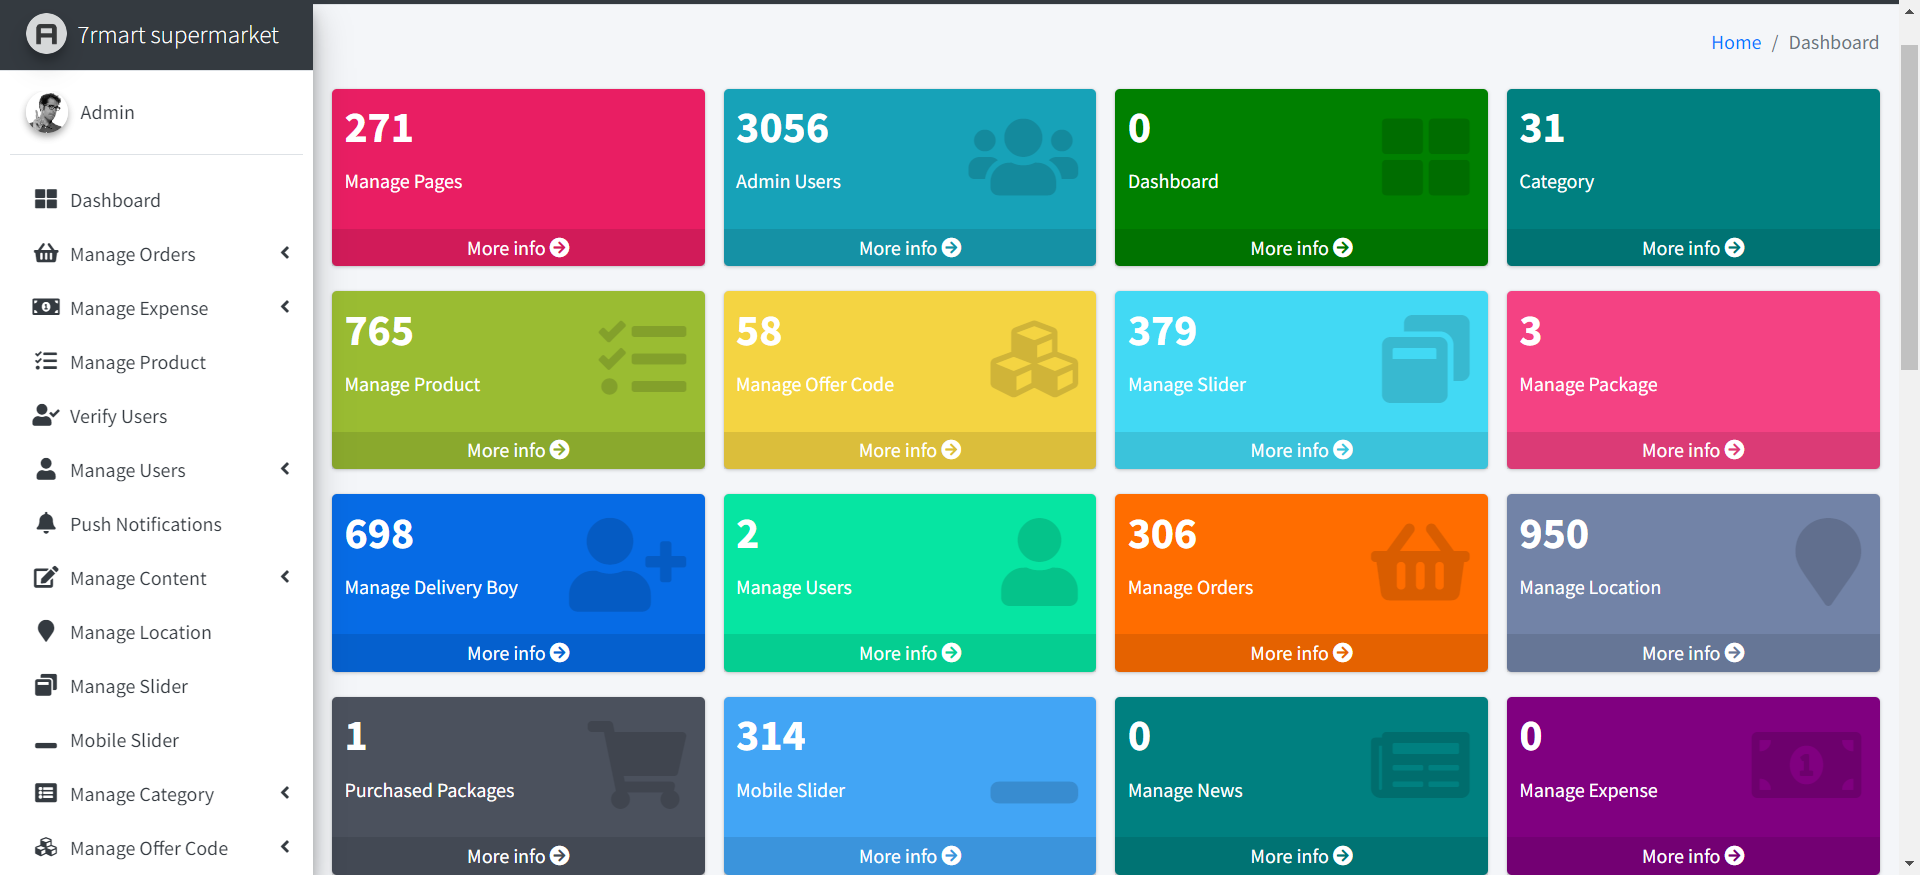 7rmart supermarket
Admin
Dashboard
Manage Orders
Manage Expense
Manage Product
Verify Users
Manage Users
Push Notifications
Manage Content
Manage Location
Manage Slider
Mobile Slider
Manage Category
Manage Offer Code
Home / Dashboard
271
Manage Pages
More info
3056
Admin Users
More info
0
Dashboard
More info
31
Category
More info
765
Manage Product
More info
58
Manage Offer Code
More info
379
Manage Slider
More info
3
Manage Package
More info
698
Manage Delivery Boy
More info
2
Manage Users
More info
306
Manage Orders
More info
950
Manage Location
More info
1
Purchased Packages
More info
314
Mobile Slider
More info
0
Manage News
More info
0
Manage Expense
More info